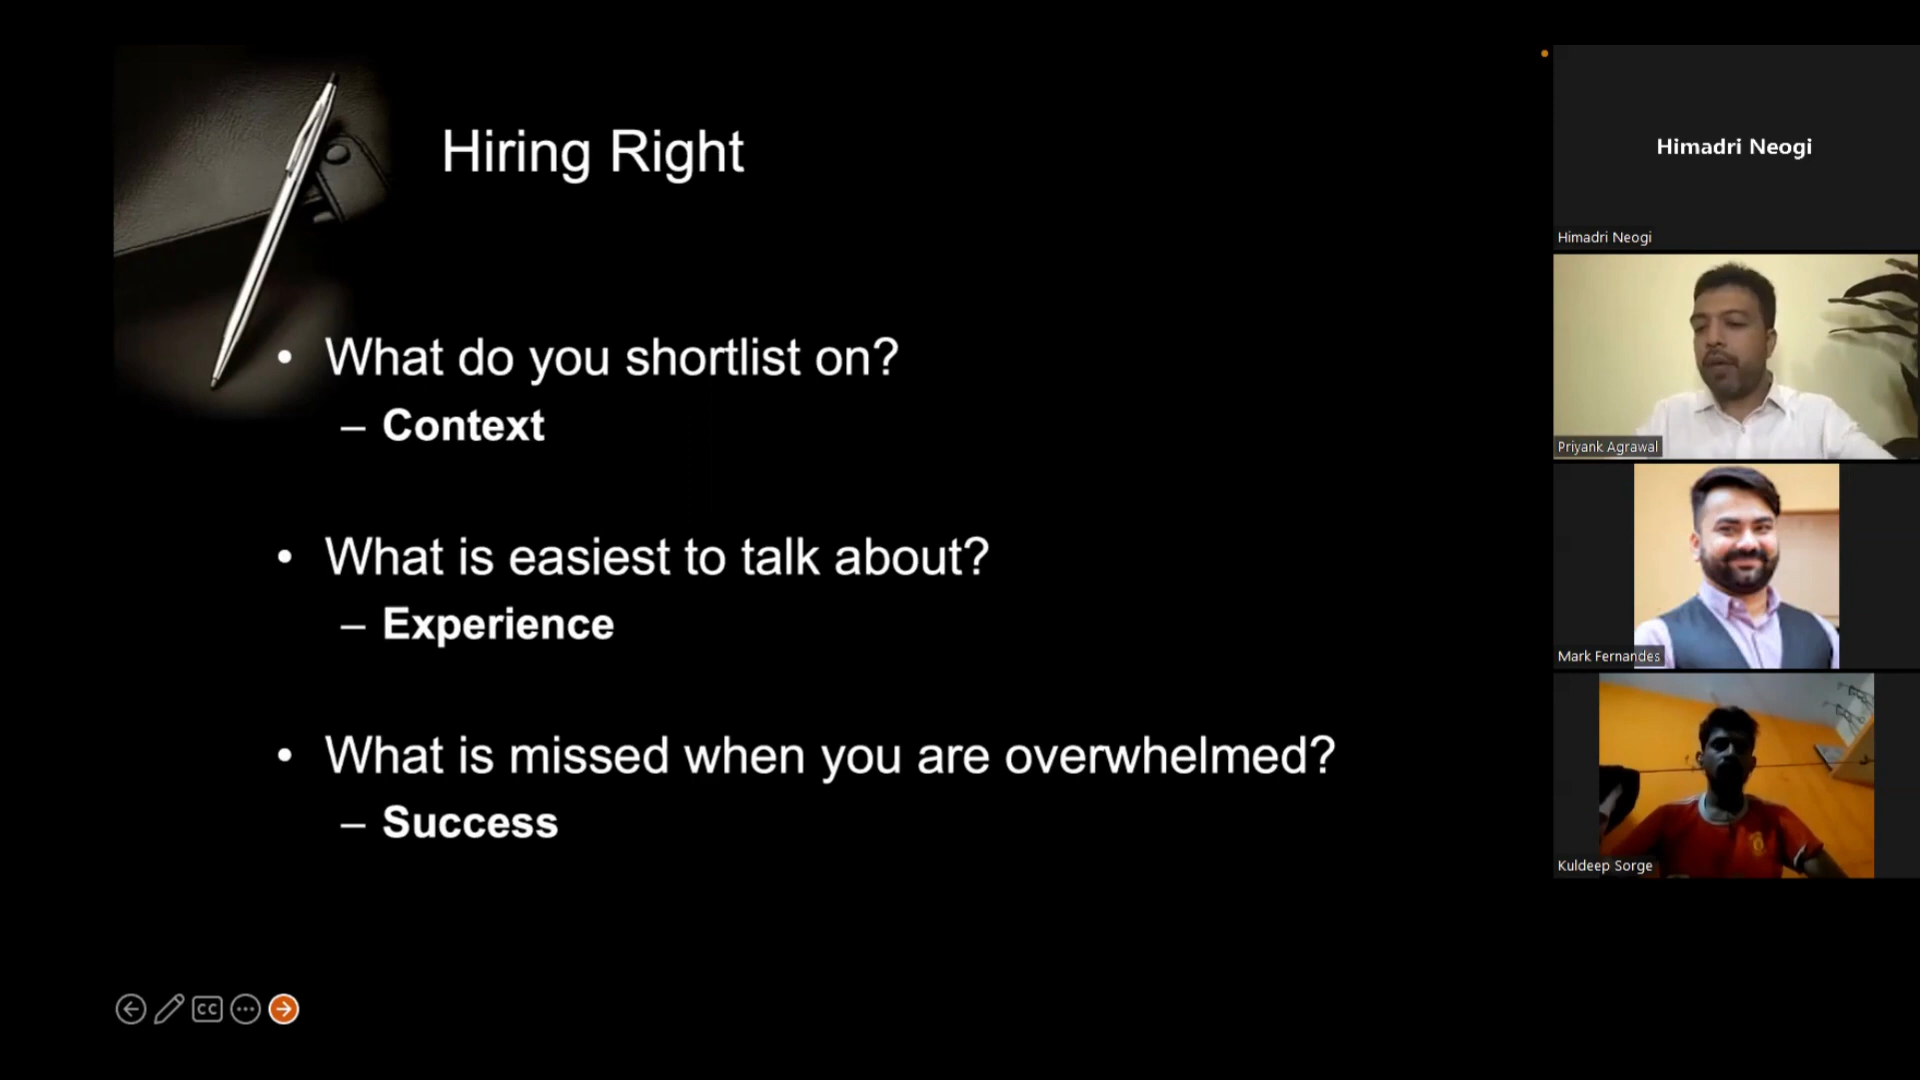 Hiring Right
• What do you shortlist on?
– Context
• What is easiest to talk about?
– Experience
• What is missed when you are overwhelmed?
– Success
CC
Himadri Neogi
Himadri Neogi
Priyank Agrawal
Mark Fernandes
Kuldeep Sorge